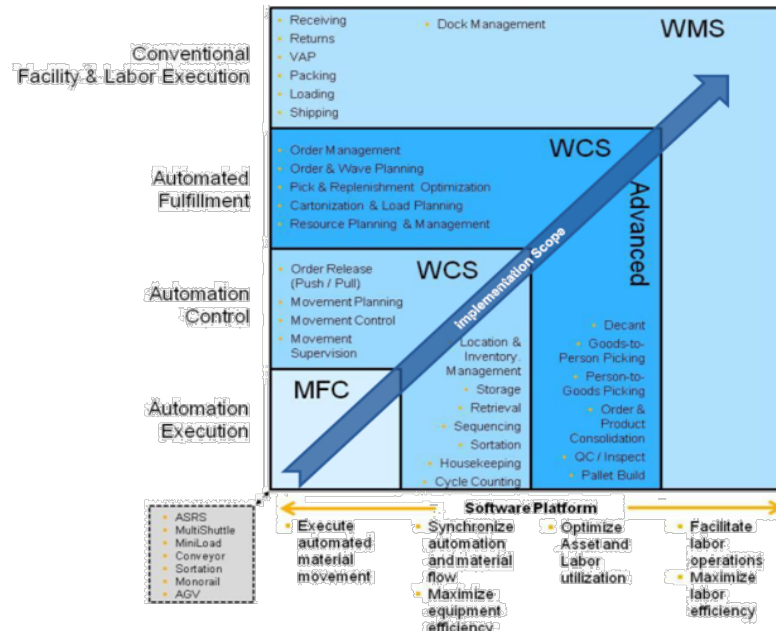 Conventional
Facility & Labor Execution
Receiving
Returns
VAP
Packing
Loading
Shipping
Dock Management
WMS
Automated
Fulfillment
Order Management
Order & Wave Planning
Pick & Replenishment Optimization
Cartonization & Load Planning
Resource Planning & Management
WCS
Advanced
Implementation Scope
Automation
Control
Order Release
(Push / Pull)
Movement Planning
Movement Control
Movement
Supervision
WCS
Location &
Inventory.
Management
Storage
Retrieval
Sequencing
Sortation
Housekeeping
Cycle Counting
Decant
Goods-to-
Person Picking
Person-to-
Goods Picking
Order &
Product
Consolidation
QC / Inspect
Pallet Build
Automation
Execution
MFC
ASRS
MultiShuttle
MiniLoad
Conveyor
Sortation
Monorail
AGV
Software Platform
Execute
automated
material
movement
Synchronize
automation
and material
flow
Maximize
equipment
efficiency
Optimize
Asset and
Labor
utilization
Facilitate
labor
operations
Maximize
labor
efficiency